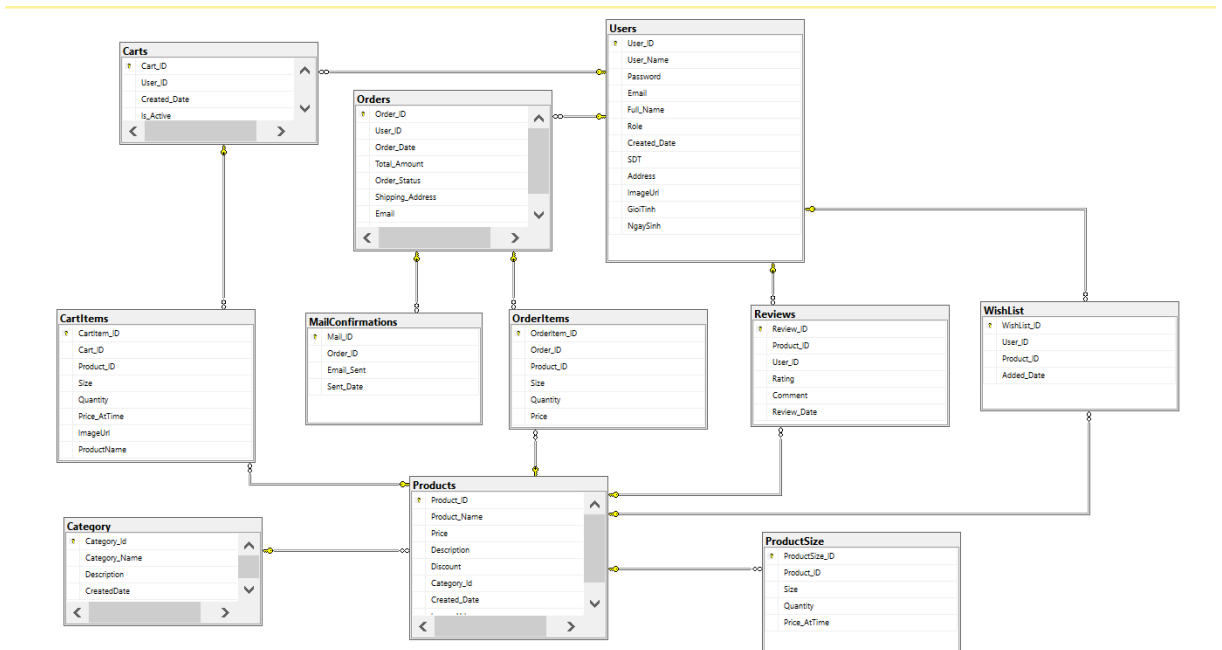 Carts
Cart_ID
User_ID
Created_Date
Is_Active
Orders
Order_ID
User_ID
Order_Date
Total_Amount
Order_Status
Shipping_Address
Email
Users
User_ID
User_Name
Password
Email
Full_Name
Role
Created_Date
SDT
Address
ImageUrl
GioiTinh
NgaySinh
CartItems
CartItem_ID
Cart_ID
Product_ID
Size
Quantity
Price_AtTime
ImageUrl
ProductName
MailConfirmations
Mail_ID
Order_ID
Email_Sent
Sent_Date
OrderItems
OrderItem_ID
Order_ID
Product_ID
Size
Quantity
Price
Reviews
Review_ID
Product_ID
User_ID
Rating
Comment
Review_Date
WishList
WishList_ID
User_ID
Product_ID
Added_Date
Category
Category_Id
Category_Name
Description
CreatedDate
Products
Product_ID
Product_Name
Price
Description
Discount
Category_Id
Created_Date
ProductSize
ProductSize_ID
Product_ID
Size
Quantity
Price_AtTime